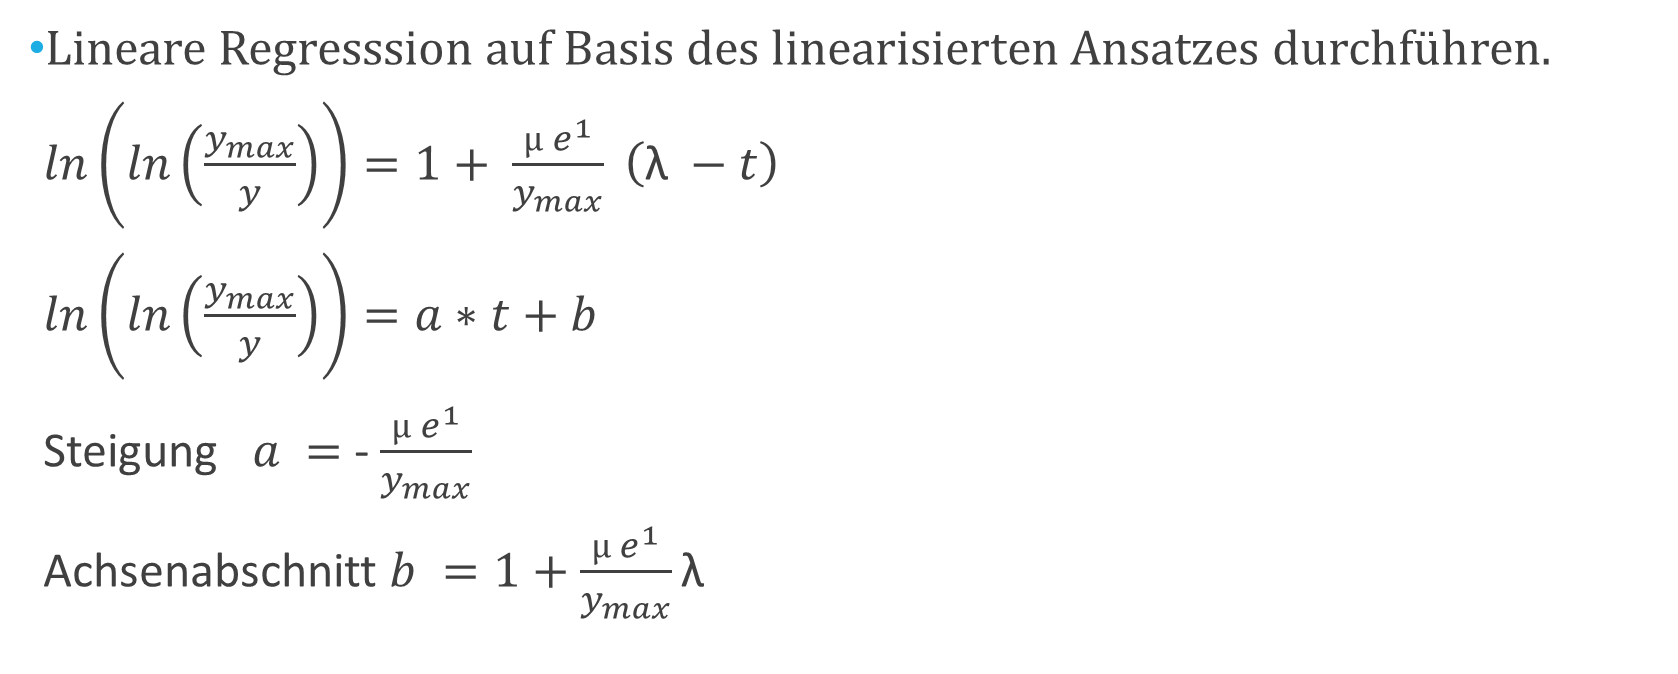 •Lineare Regresssion auf Basis des linearisierten Ansatzes durchführen.
ln(ln(y_max/y)) = 1 + (μ e^1)/(y_max) (λ − t)
ln(ln(y_max/y)) = a ∗ t + b
Steigung a = - (μ e^1)/(y_max)
Achsenabschnitt b = 1 + (μ e^1)/(y_max) λ